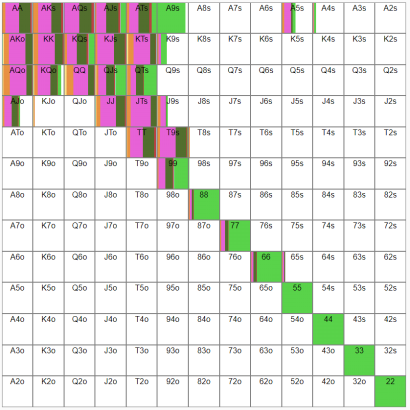 AA AKs AQs AJs ATs A9s A8s A7s A6s A5s A4s A3s A2s
AKo KK KQs KJs KTs K9s K8s K7s K6s K5s K4s K3s K2s
AQo KQo QQ QJs QTs Q9s Q8s Q7s Q6s Q5s Q4s Q3s Q2s
AJo KJo QJo JJ JTs J9s J8s J7s J6s J5s J4s J3s J2s
ATo KTo QTo JTo TT T9s T8s T7s T6s T5s T4s T3s T2s
A9o K9o Q9o J9o T9o 99 98s 97s 96s 95s 94s 93s 92s
A8o K8o Q8o J8o T8o 98o 88 87s 86s 85s 84s 83s 82s
A7o K7o Q7o J7o T7o 97o 87o 77 76s 75s 74s 73s 72s
A6o K6o Q6o J6o T6o 96o 86o 76o 66 65s 64s 63s 62s
A5o K5o Q5o J5o T5o 95o 85o 75o 65o 55 54s 53s 52s
A4o K4o Q4o J4o T4o 94o 84o 74o 64o 54o 44 43s 42s
A3o K3o Q3o J3o T3o 93o 83o 73o 63o 53o 43o 33 32s
A2o K2o Q2o J2o T2o 92o 82o 72o 62o 52o 42o 32o 22